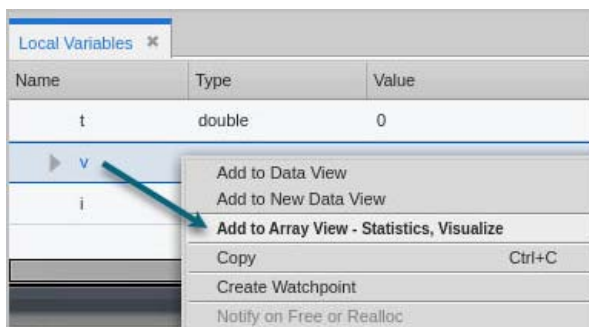 Local Variables ✖
Name Type Value
t double 0
v
Add to Data View
Add to New Data View
i
Add to Array View - Statistics, Visualize
Copy Ctrl+C
Create Watchpoint
Notify on Free or Realloc